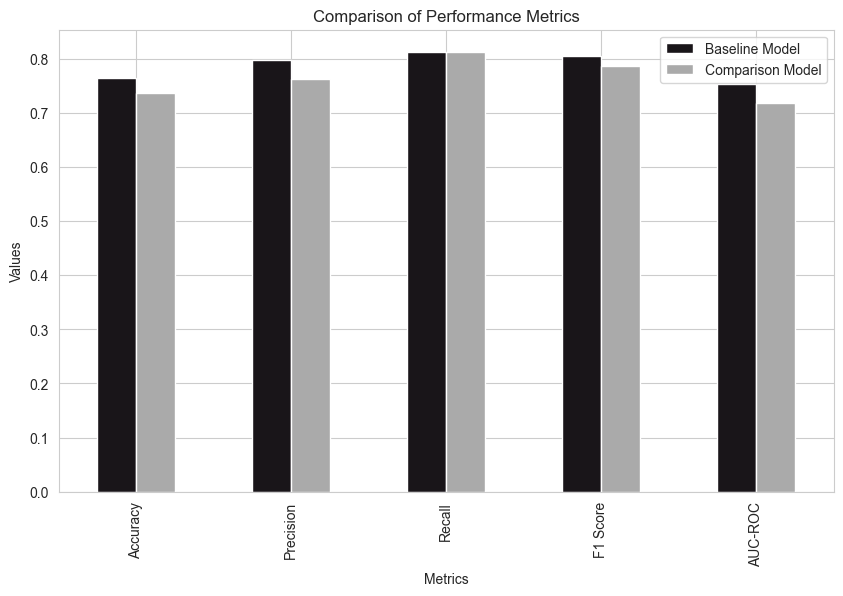 Comparison of Performance Metrics
Baseline Model
Comparison Model
0.8
0.7
0.6
0.5
0.4
0.3
0.2
0.1
0.0
Values
Accuracy
Precision
Recall
F1 Score
AUC-ROC
Metrics